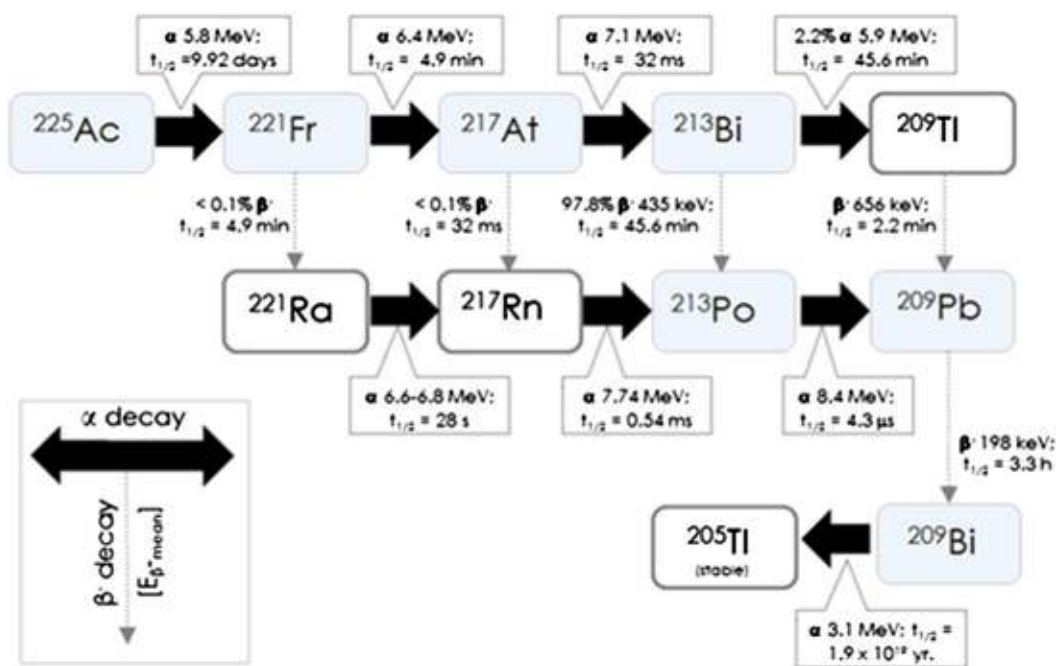 α 5.8 MeV;
t1/2 =9.92 days
α 6.4 MeV;
t1/2 = 4.9 min
α 7.1 MeV;
t1/2 = 32 ms
2.2% α 5.9 MeV;
t1/2 = 45.6 min
²²⁵Ac
²²¹Fr
²¹⁷At
²¹³Bi
²⁰⁹Tl
< 0.1% β⁻
t1/2 = 4.9 min
<0.1% β⁻
t1/2 = 32 ms
97.8% β⁻ 435 keV;
t1/2 = 45.6 min
β⁻ 656 keV;
t1/2 = 2.2 min
²²¹Ra
²¹⁷Rn
²¹³Po
²⁰⁹Pb
α 6.6-6.8 MeV;
t1/2 = 28 s
α 7.74 MeV;
t1/2 = 0.54 ms
α 8.4 MeV;
t1/2 = 4.3 µs
β⁻ 198 keV;
t1/2 = 3.3 h
²⁰⁵Tl
(stable)
²⁰⁹Bi
α 3.1 MeV; t1/2 =
1.9 x 10¹⁹ yr.
α decay
β⁻ decay
[Eβ⁻mean]